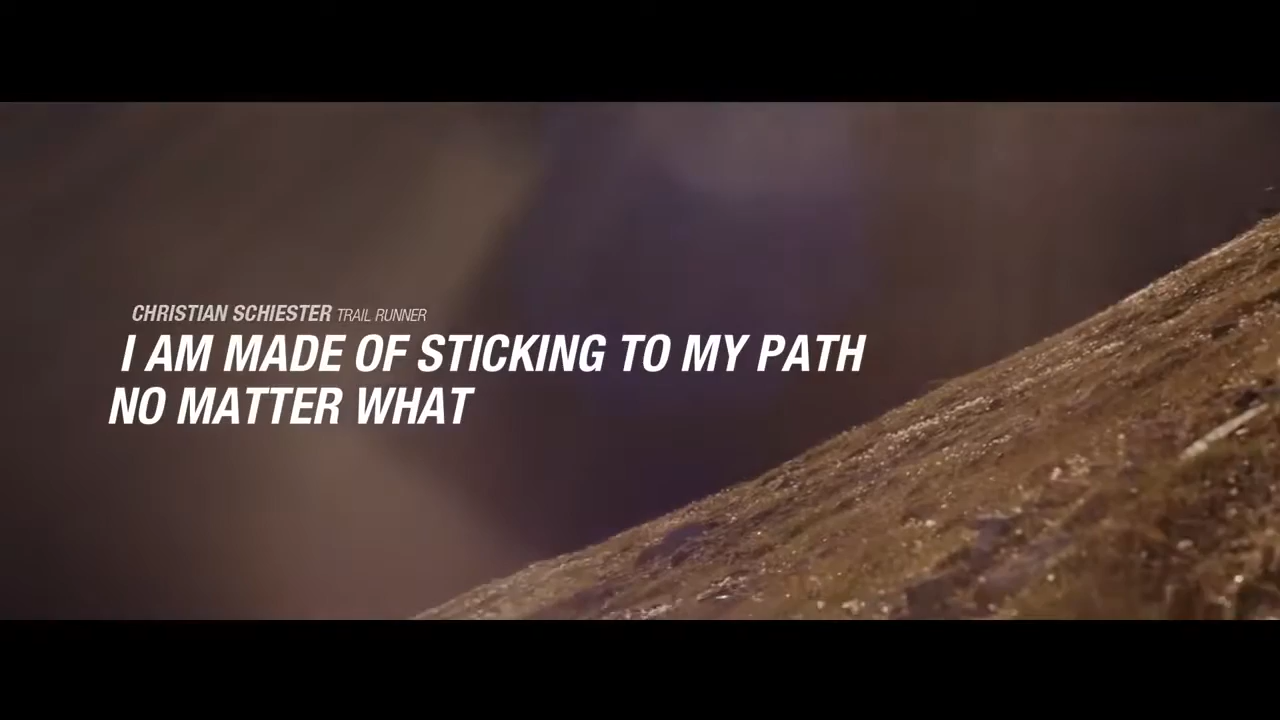 CHRISTIAN SCHIESTER TRAIL RUNNER
I AM MADE OF STICKING TO MY PATH
NO MATTER WHAT